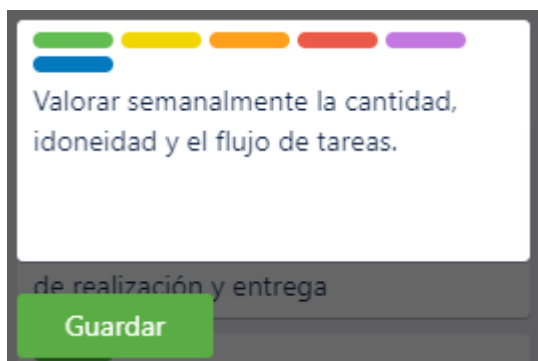 Valorar semanalmente la cantidad,
idoneidad y el flujo de tareas.
de realización y entrega
Guardar